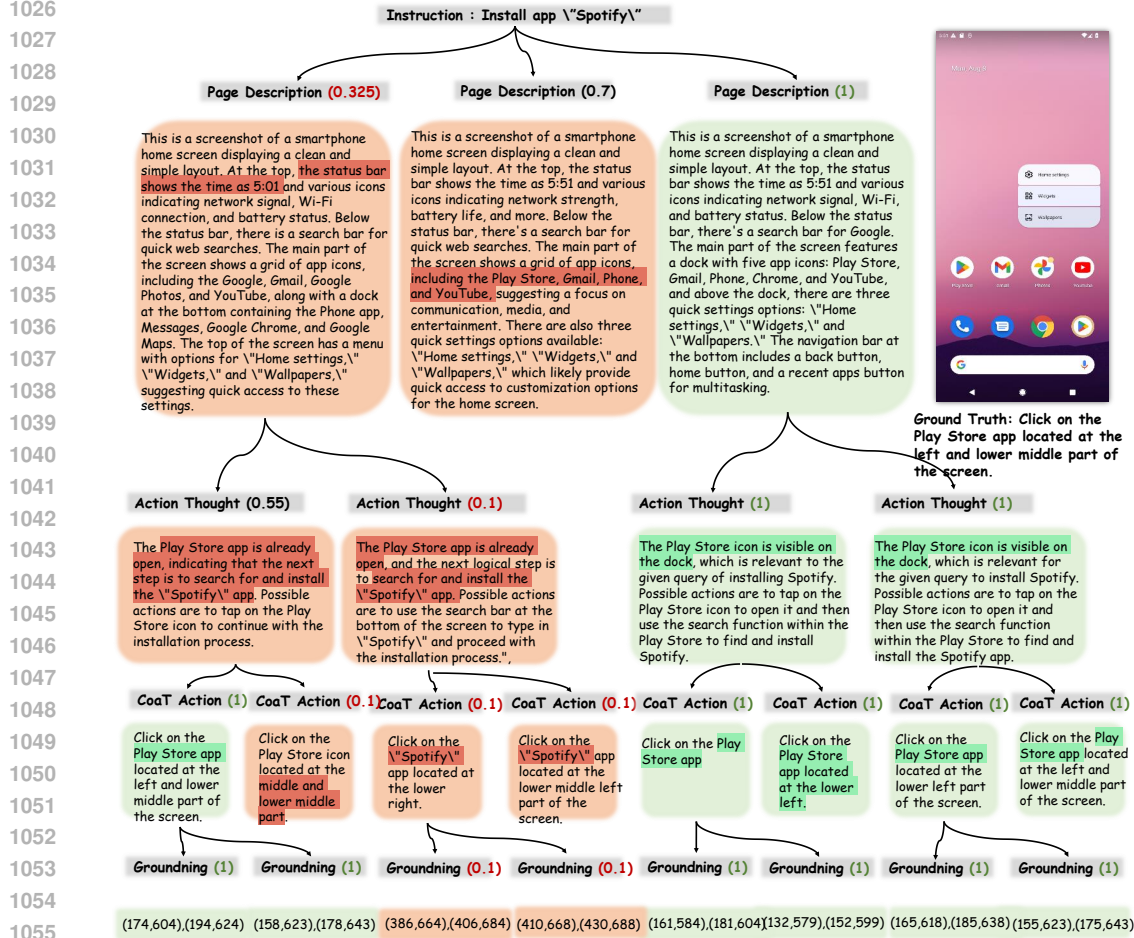 1026
1027
1028
1029
1030
1031
1032
1033
1034
1035
1036
1037
1038
1039
1040
1041
1042
1043
1044
1045
1046
1047
1048
1049
1050
1051
1052
1053
1054
1055
Instruction : Install app \"Spotify\"
Page Description (0.325)
This is a screenshot of a smartphone
home screen displaying a clean and
simple layout. At the top, the status bar
shows the time as 5:01 and various icons
indicating network signal, Wi-Fi
connection, and battery status. Below
the status bar, there is a search bar for
quick web searches. The main part of
the screen shows a grid of app icons,
including the Google, Gmail, Google
Photos, and YouTube, along with a dock
at the bottom containing the Phone app,
Messages, Google Chrome, and Google
Maps. The top of the screen has a menu
with options for \"Home settings,\"
\"Widgets,\" and \"Wallpapers,\"
suggesting quick access to these
settings.
Page Description (0.7)
This is a screenshot of a smartphone
home screen displaying a clean and
simple layout. At the top, the status
bar shows the time as 5:51 and various
icons indicating network strength,
battery life, and more. Below the
status bar, there's a search bar for
quick web searches. The main part of
the screen shows a grid of app icons,
including the Play Store, Gmail, Phone,
and YouTube, suggesting a focus on
communication, media, and
entertainment. There are also three
quick settings options available:
\"Home settings,\" \"Widgets,\" and
\"Wallpapers,\" which likely provide
quick access to customization options
for the home screen.
Page Description (1)
This is a screenshot of a smartphone
home screen displaying a clean and
simple layout. At the top, the status
bar shows the time as 5:51 and various
icons indicating network signal, Wi-Fi,
and battery status. Below the status
bar, there's a search bar for Google.
The main part of the screen features
a dock with five app icons: Play Store,
Gmail, Phone, Chrome, and YouTube,
and above the dock, there are three
quick settings options: \"Home
settings,\" \"Widgets,\" and
\"Wallpapers.\" The navigation bar at
the bottom includes a back button,
home button, and a recent apps button
for multitasking.
Home settings
Widgets
Wallpapers
Play Store
Gmail
Photos
YouTube
Ground Truth: Click on the
Play Store app located at the
left and lower middle part of
the screen.
Action Thought (0.55)
The Play Store app is already
open, indicating that the next
step is to search for and install
the \"Spotify\" app. Possible
actions are to tap on the Play
Store icon to continue with the
installation process.
Action Thought (0.1)
The Play Store app is already
open, and the next logical step is
to search for and install the
\"Spotify\" app. Possible actions
are to use the search bar at the
bottom of the screen to type in
\"Spotify\" and proceed with
the installation process.",
Action Thought (1)
The Play Store icon is visible on
the dock, which is relevant to the
given query of installing Spotify.
Possible actions are to tap on the
Play Store icon to open it and then
use the search function within the
Play Store to find and install
Spotify.
Action Thought (1)
The Play Store icon is visible on
the dock, which is relevant for
the given query to install Spotify.
Possible actions are to tap on the
Play Store icon to open it and
then use the search function
within the Play Store to find and
install the Spotify app.
CoaT Action (1)
Click on the
Play Store app
located at the
left and lower
middle part of
the screen.
CoaT Action (0.1)
Click on the
Play Store icon
located at the
middle and
lower middle
part.
CoaT Action (0.1)
Click on the
\"Spotify\"
app located at
the lower
right.
CoaT Action (0.1)
Click on the
\"Spotify\" app
located at the
lower middle left
part of the
screen.
CoaT Action (1)
Click on the Play
Store app
CoaT Action (1)
Click on the
Play Store
app located
at the lower
left.
CoaT Action (1)
Click on the
Play Store app
located at the
lower left part
of the screen.
CoaT Action (1)
Click on the Play
Store app located
at the left and
lower middle part
of the screen.
Groundning (1)
Groundning (1)
Groundning (0.1)
Groundning (0.1)
Groundning (1)
Groundning (1)
Groundning (1)
Groundning (1)
(174,604),(194,624)
(158,623),(178,643)
(386,664),(406,684)
(410,668),(430,688)
(161,584),(181,604)
(132,579),(152,599)
(165,618),(185,638)
(155,623),(175,643)